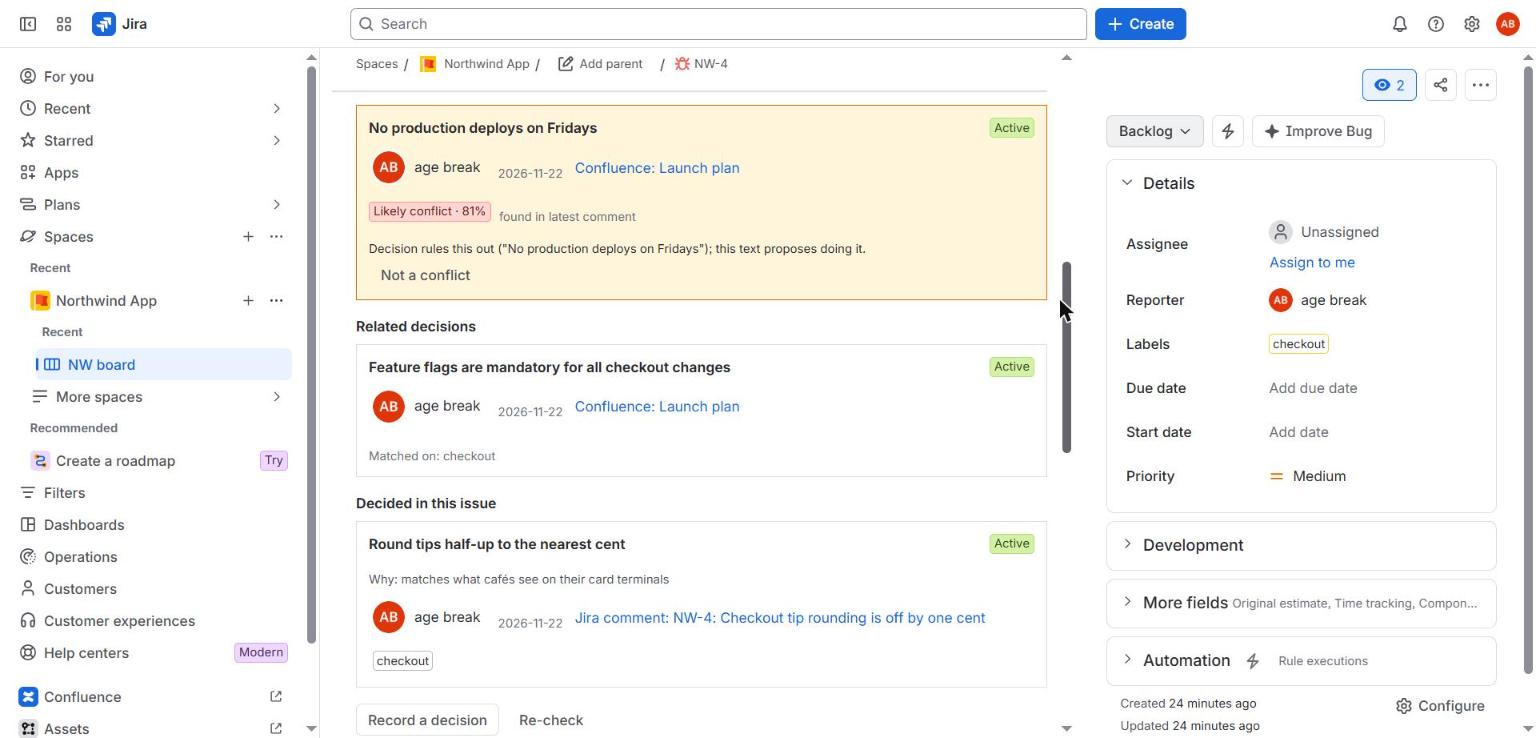 Jira
Search
Create
AB
For you
Recent
Starred
Apps
Plans
Spaces
Recent
Northwind App
Recent
NW board
More spaces
Recommended
Create a roadmap
Try
Filters
Dashboards
Operations
Customers
Customer experiences
Help centers
Modern
Confluence
Assets
Spaces / Northwind App / Add parent / NW-4
No production deploys on Fridays
Active
AB age break 2026-11-22 Confluence: Launch plan
Likely conflict · 81% found in latest comment
Decision rules this out ("No production deploys on Fridays"); this text proposes doing it.
Not a conflict
Related decisions
Feature flags are mandatory for all checkout changes
Active
AB age break 2026-11-22 Confluence: Launch plan
Matched on: checkout
Decided in this issue
Round tips half-up to the nearest cent
Active
Why: matches what cafés see on their card terminals
AB age break 2026-11-22 Jira comment: NW-4: Checkout tip rounding is off by one cent
checkout
Record a decision Re-check
2
Backlog
Improve Bug
Details
Assignee
Unassigned
Assign to me
Reporter
AB age break
Labels
checkout
Due date
Add due date
Start date
Add date
Priority
Medium
Development
More fields Original estimate, Time tracking, Compon...
Automation Rule executions
Created 24 minutes ago
Configure
Updated 24 minutes ago